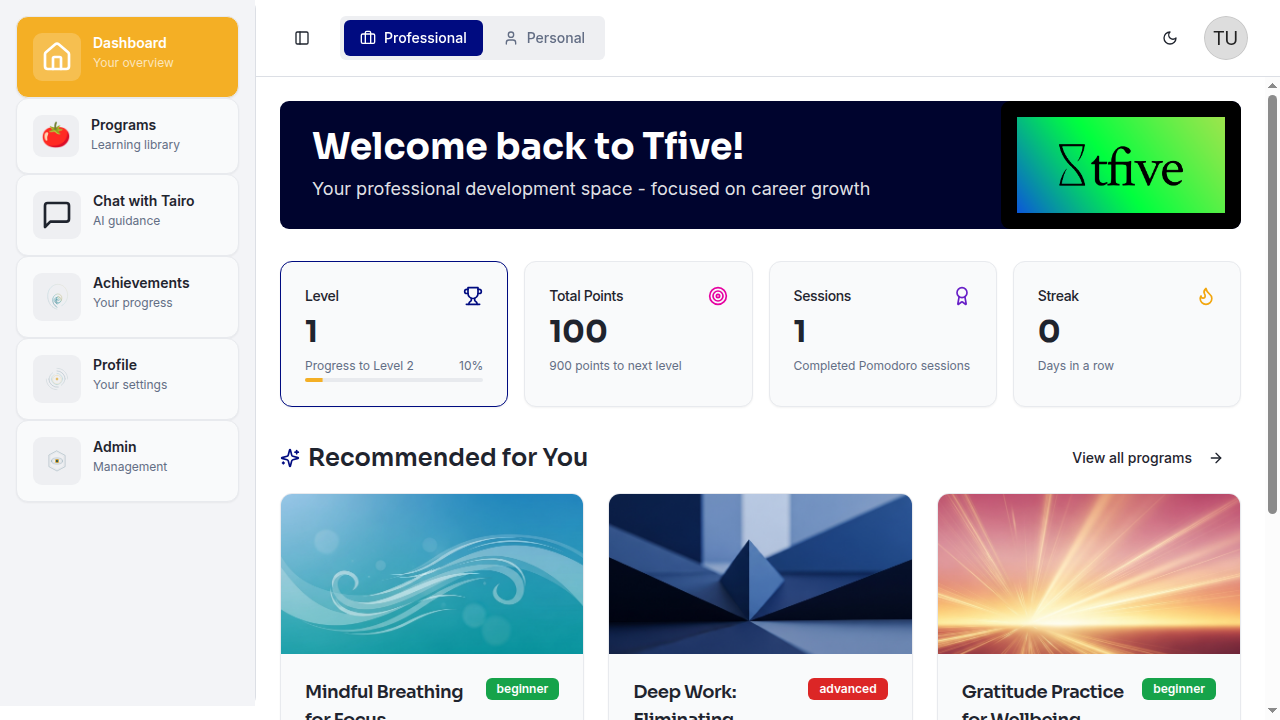 Dashboard
Your overview
Programs
Learning library
Chat with Tairo
AI guidance
Achievements
Your progress
Profile
Your settings
Admin
Management
Professional
Personal
TU
Welcome back to Tfive!
Your professional development space - focused on career growth
tfive
Level
1
Progress to Level 2 10%
Total Points
100
900 points to next level
Sessions
1
Completed Pomodoro sessions
Streak
0
Days in a row
Recommended for You
View all programs
Mindful Breathing
for Focus
beginner
Deep Work:
Eliminating
advanced
Gratitude Practice
for Wellbeing
beginner